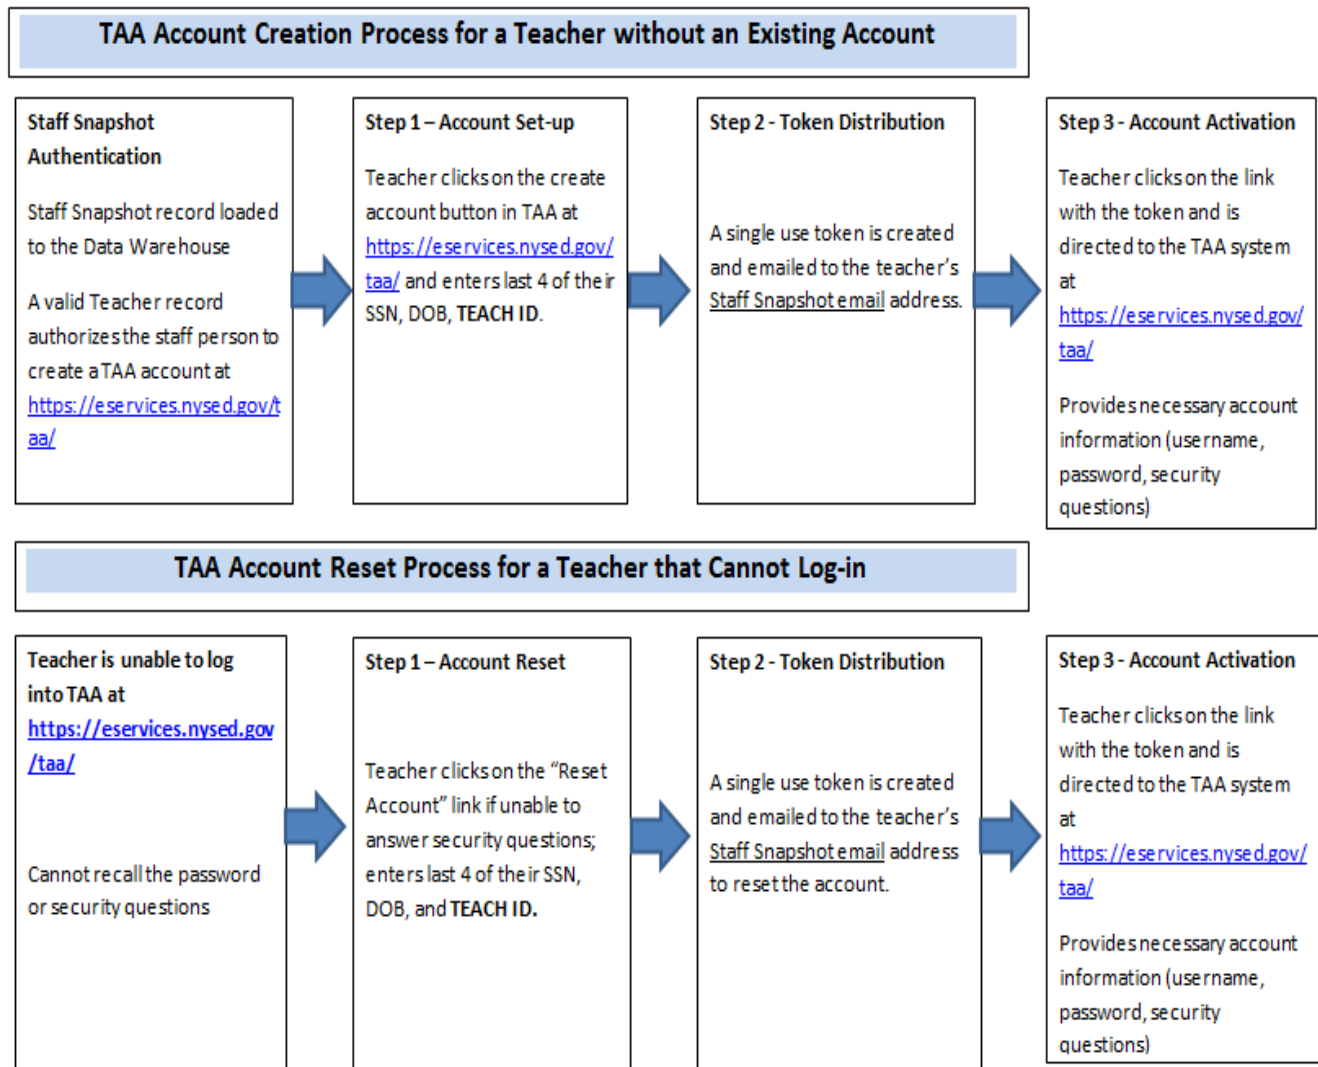 TAA Account Creation Process for a Teacher without an Existing Account
Staff Snapshot
Authentication
Staff Snapshot record loaded
to the Data Warehouse
A valid Teacher record
authorizes the staff person to
create a TAA account at
https://eservices.nysed.gov/t
aa/
Step 1 – Account Set-up
Teacher clicks on the create
account button in TAA at
https://eservices.nysed.gov/
taa/ and enters last 4 of their
SSN, DOB, TEACH ID.
Step 2 - Token Distribution
A single use token is created
and emailed to the teacher's
Staff Snapshot email address.
Step 3 - Account Activation
Teacher clicks on the link
with the token and is
directed to the TAA system
at
https://eservices.nysed.gov/
taa/
Provides necessary account
information (username,
password, security
questions)
TAA Account Reset Process for a Teacher that Cannot Log-in
Teacher is unable to log
into TAA at
https://eservices.nysed.gov
/taa/
Cannot recall the password
or security questions
Step 1 – Account Reset
Teacher clicks on the “Reset
Account” link if unable to
answer security questions;
enters last 4 of their SSN,
DOB, and TEACH ID.
Step 2 - Token Distribution
A single use token is created
and emailed to the teacher's
Staff Snapshot email address
to reset the account.
Step 3 - Account Activation
Teacher clicks on the link
with the token and is
directed to the TAA system
at
https://eservices.nysed.gov/
taa/
Provides necessary account
information (username,
password, security
questions)